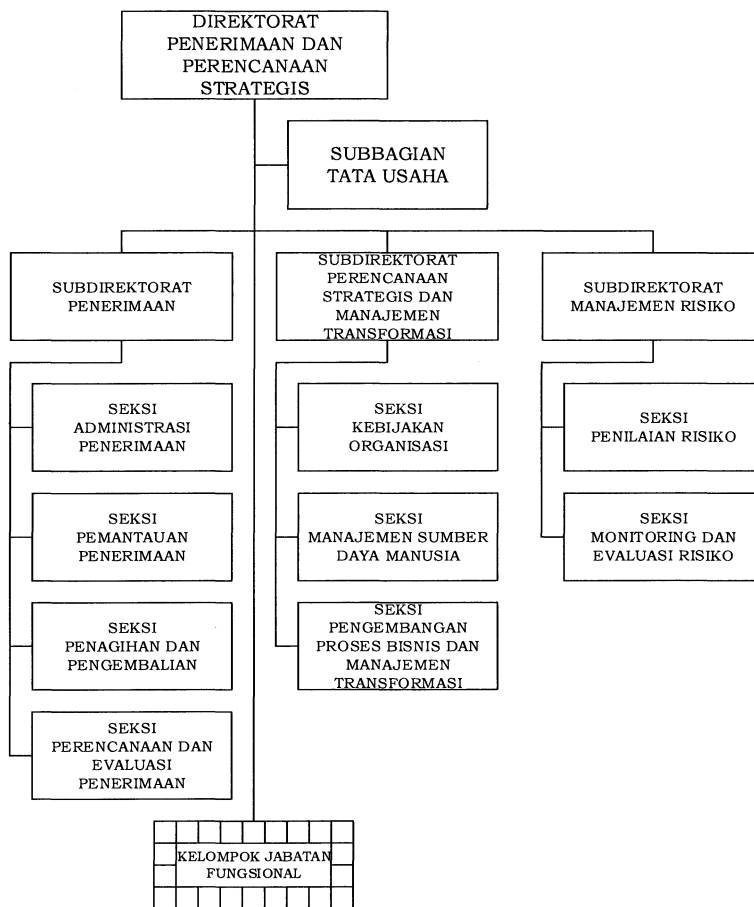 DIREKTORAT
PENERIMAAN DAN
PERENCANAAN
STRATEGIS
SUBBAGIAN
TATA USAHA
SUBDIREKTORAT
PENERIMAAN
SUBDIREKTORAT
PERENCANAAN
STRATEGIS DAN
MANAJEMEN
TRANSFORMASI
SUBDIREKTORAT
MANAJEMEN RISIKO
SEKSI
ADMINISTRASI
PENERIMAAN
SEKSI
KEBIJAKAN
ORGANISASI
SEKSI
PENILAIAN RISIKO
SEKSI
PEMANTAUAN
PENERIMAAN
SEKSI
MANAJEMEN SUMBER
DAYA MANUSIA
SEKSI
MONITORING DAN
EVALUASI RISIKO
SEKSI
PENAGIHAN DAN
PENGEMBALIAN
SEKSI
PENGEMBANGAN
PROSES BISNIS DAN
MANAJEMEN
TRANSFORMASI
SEKSI
PERENCANAAN DAN
EVALUASI
PENERIMAAN
KELOMPOK JABATAN
FUNGSIONAL